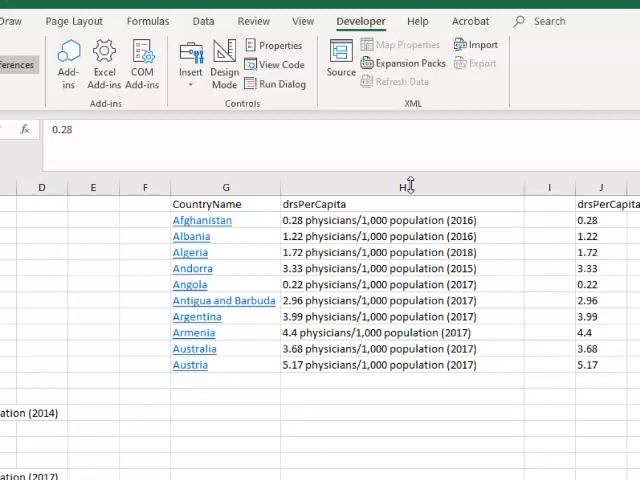 Draw Page Layout Formulas Data Review View Developer Help Acrobat Search
ferences
Add-ins
Excel Add-ins
COM Add-ins
Add-ins
Insert
Design Mode
Properties
View Code
Run Dialog
Controls
Source
Map Properties
Expansion Packs
Refresh Data
Import
Export
XML
fx 0.28
D E F G H I J
CountryName drsPerCapita drsPerCapita
Afghanistan 0.28 physicians/1,000 population (2016) 0.28
Albania 1.22 physicians/1,000 population (2016) 1.22
Algeria 1.72 physicians/1,000 population (2018) 1.72
Andorra 3.33 physicians/1,000 population (2015) 3.33
Angola 0.22 physicians/1,000 population (2017) 0.22
Antigua and Barbuda 2.96 physicians/1,000 population (2017) 2.96
Argentina 3.99 physicians/1,000 population (2017) 3.99
Armenia 4.4 physicians/1,000 population (2017) 4.4
Australia 3.68 physicians/1,000 population (2017) 3.68
Austria 5.17 physicians/1,000 population (2017) 5.17
ation (2014)
ation (2017)